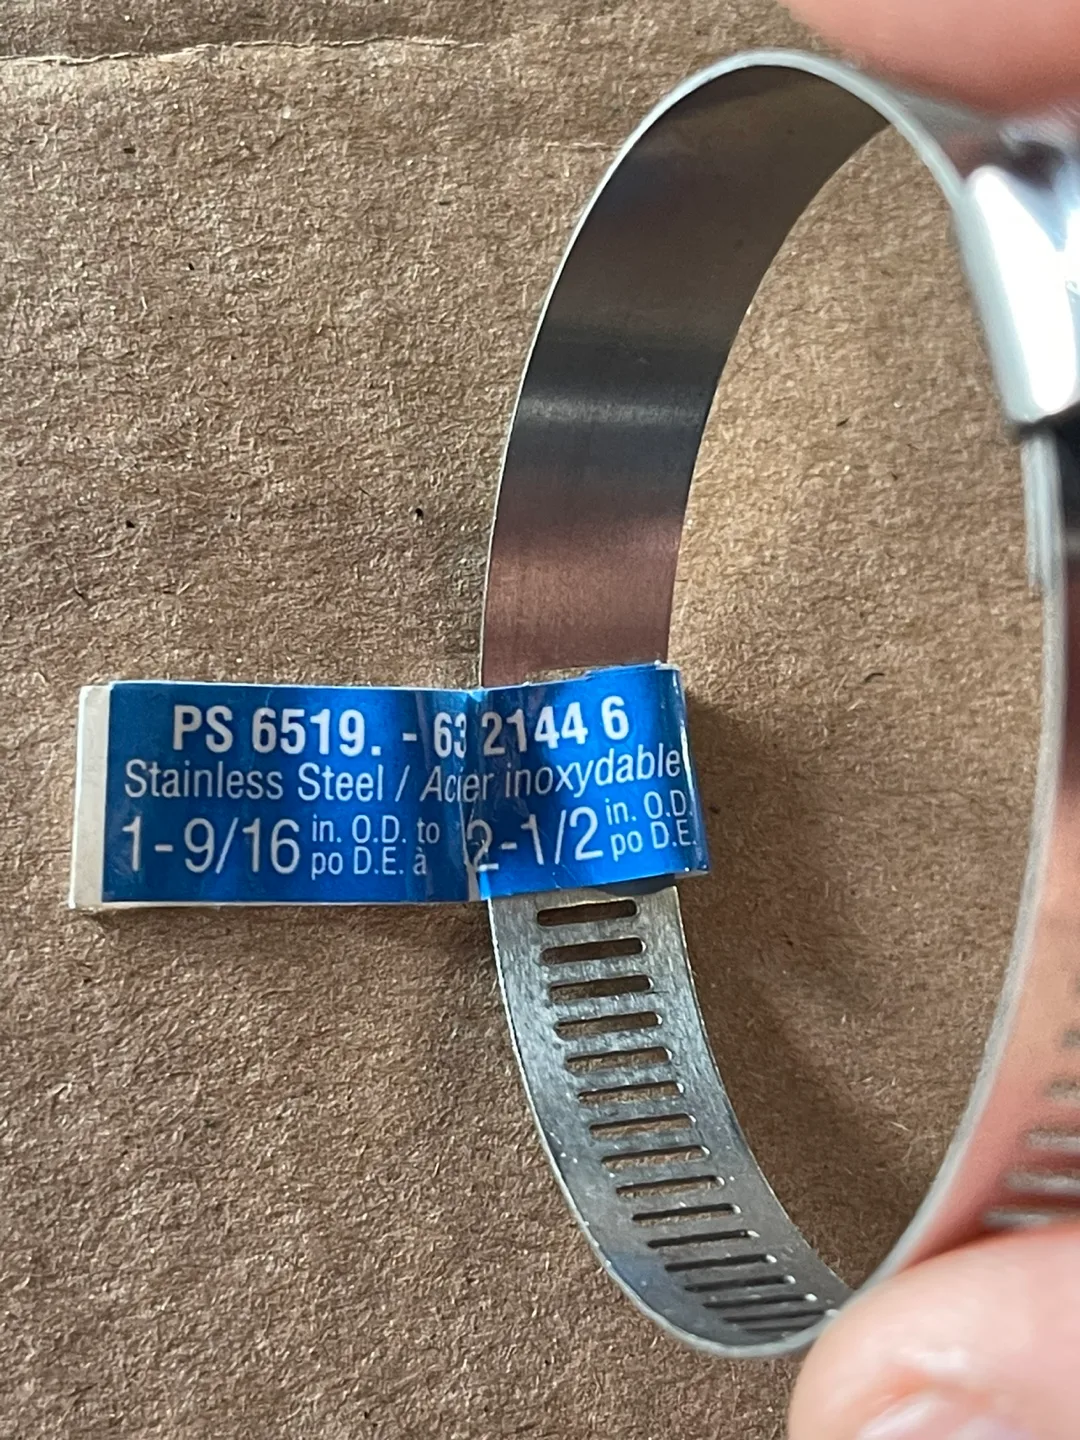 PS 6519. - 63 2144 6
Stainless Steel / Acier inoxydable
1-9/16 in. O.D. to 2-1/2 in. O.D.
po D.E. à po D.E.